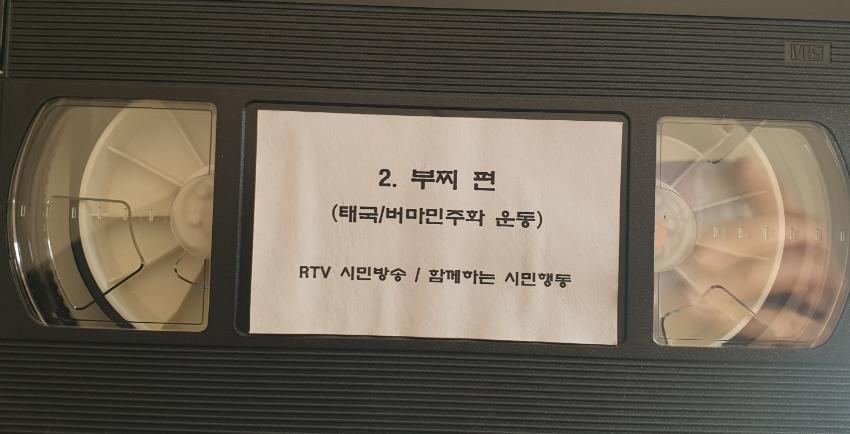 VHS
2. 부찌 편
(태국/버마민주화 운동)
RTV 시민방송 / 함께하는 시민행동